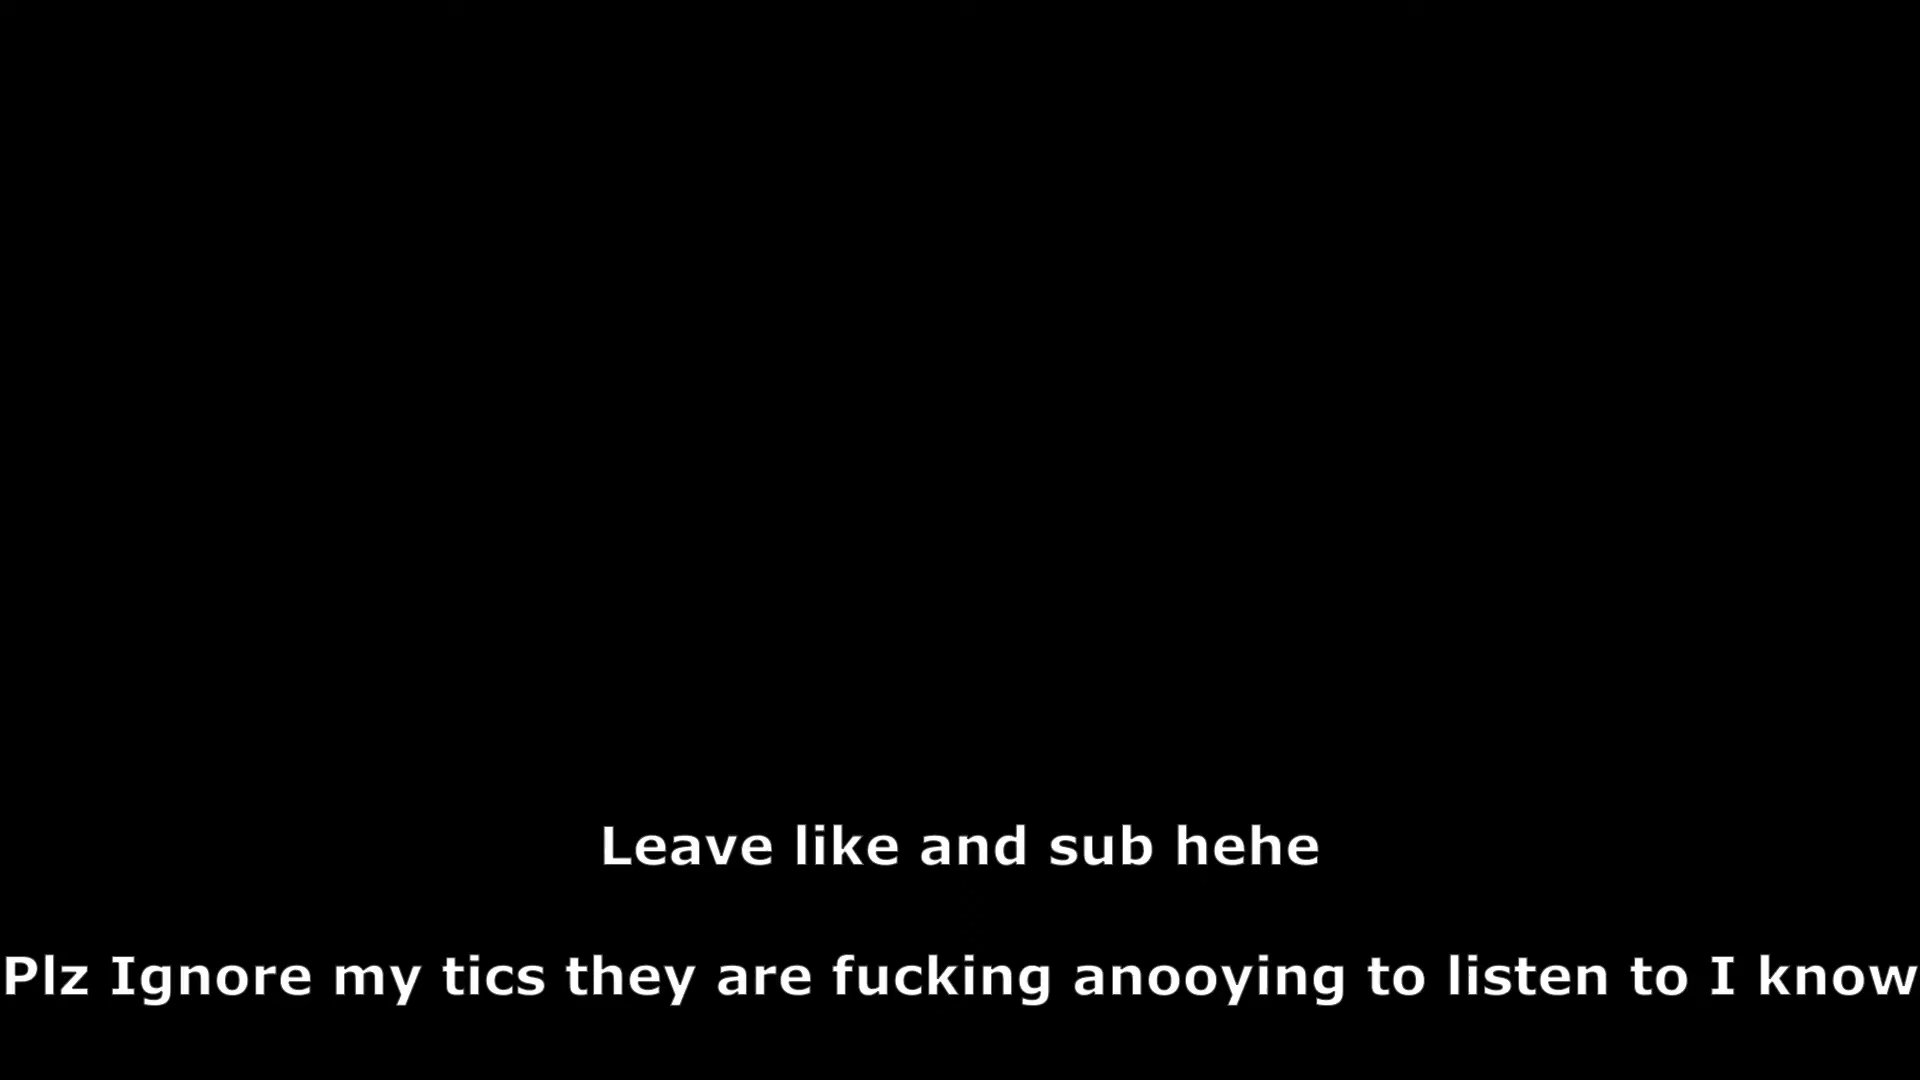 Leave like and sub hehe
Plz Ignore my tics they are fucking anooying to listen to I know